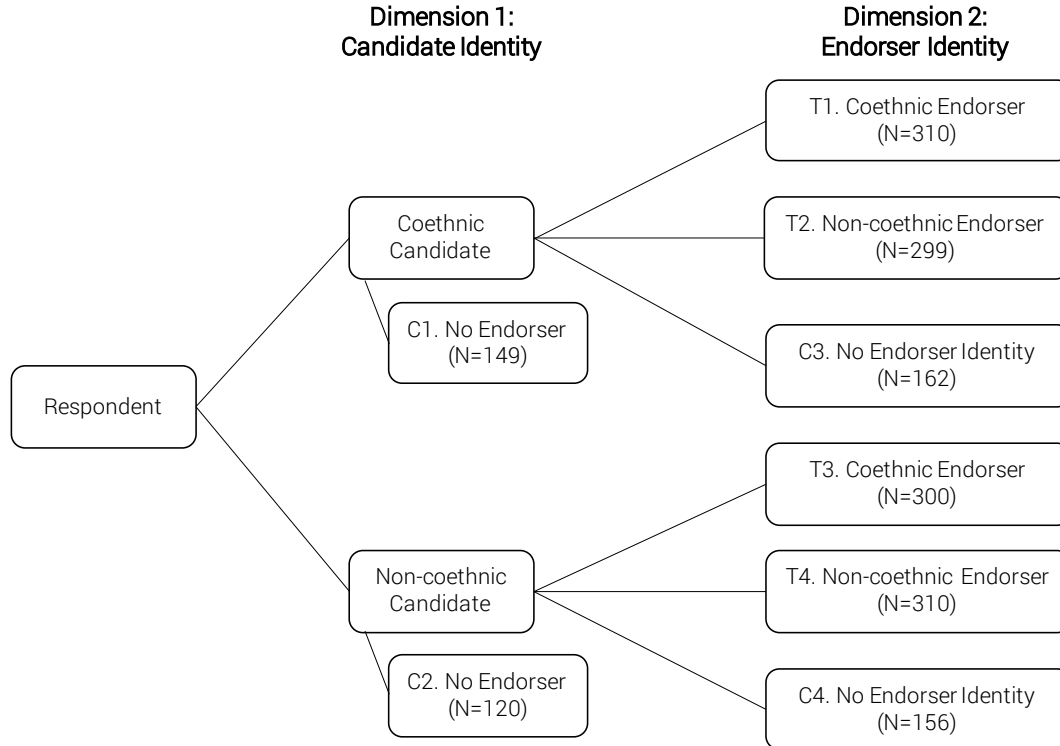 Dimension 1:
Candidate Identity
Dimension 2:
Endorser Identity
T1. Coethnic Endorser
(N=310)
Coethnic
Candidate
T2. Non-coethnic Endorser
(N=299)
C1. No Endorser
(N=149)
C3. No Endorser Identity
(N=162)
Respondent
T3. Coethnic Endorser
(N=300)
Non-coethnic
Candidate
T4. Non-coethnic Endorser
(N=310)
C2. No Endorser
(N=120)
C4. No Endorser Identity
(N=156)